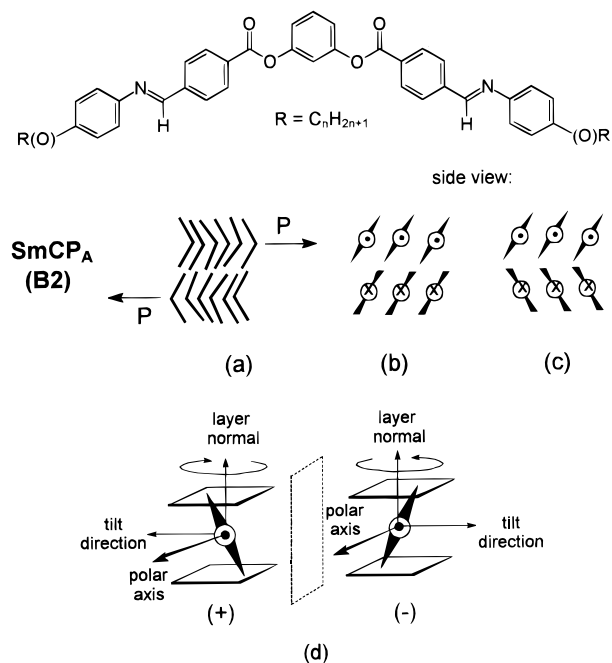 O O
O O
N N
H H
R(O) (O)R
R = CₙH₂ₙ₊₁
side view:
SmCPA
(B2)
P
P
X X X X X X
(a) (b) (c)
layer
normal
layer
normal
tilt
direction
polar
axis
polar
axis
tilt
direction
(+) (-)
(d)